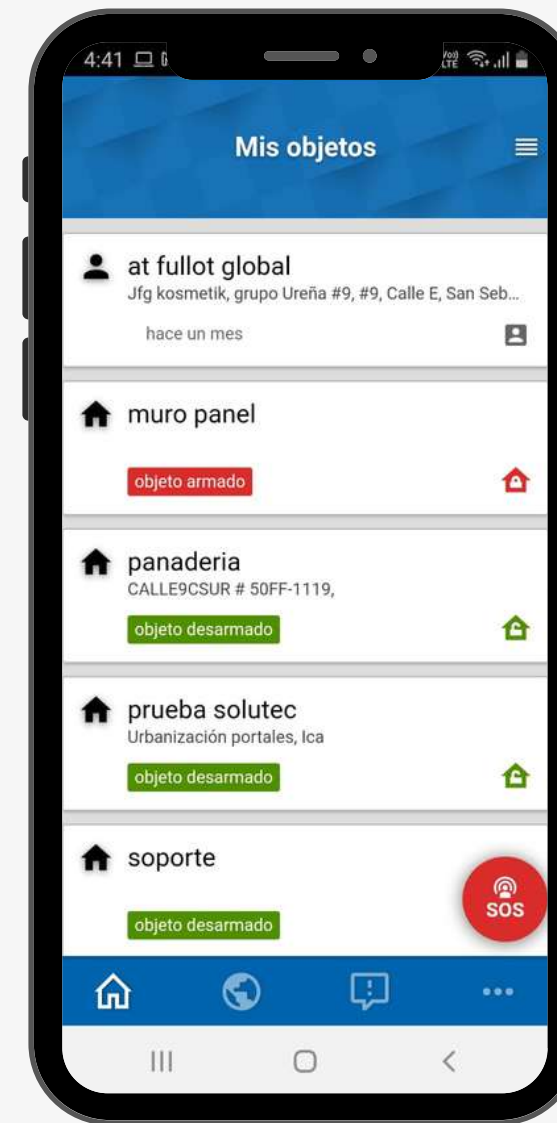 4:41
Mis objetos
at fullot global
Jfg kosmetik, grupo Ureña #9, #9, Calle E, San Seb...
hace un mes
muro panel
objeto armado
panaderia
CALLE9CSUR # 50FF-1119,
objeto desarmado
prueba solutec
Urbanización portales, Ica
objeto desarmado
soporte
SOS
objeto desarmado